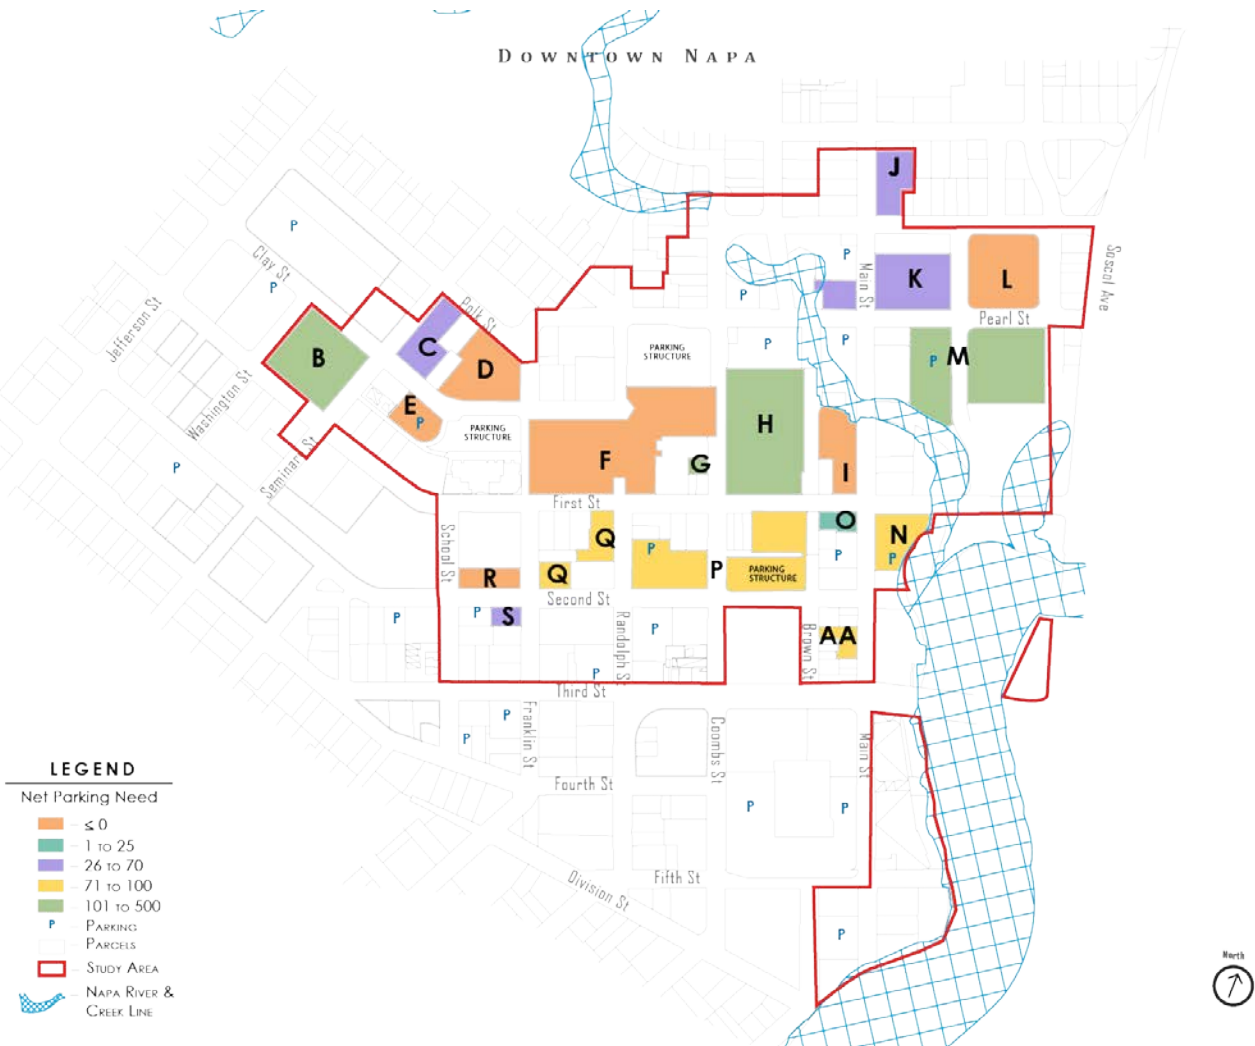 DOWNTOWN NAPA
J
P
P
Clay St
P
Main St
K
L
Soscol Ave
P
Polk St
Pearl St
Jefferson St
B
C
D
PARKING
STRUCTURE
P
P
P
M
Washington St
E
P
PARKING
STRUCTURE
H
P
Seminary St
F
G
I
First St
School St
Q
P
O
N
P
P
R
Q
P
PARKING
STRUCTURE
Second St
P
P
S
Randolph St
P
Brown St
AA
P
Third St
P
Franklin St
P
Coombs St
Main St
Fourth St
P
P
Fifth St
Division St
P
LEGEND
Net Parking Need
≤ 0
1 TO 25
26 TO 70
71 TO 100
101 TO 500
P PARKING
PARCELS
STUDY AREA
NAPA RIVER &
CREEK LINE
North